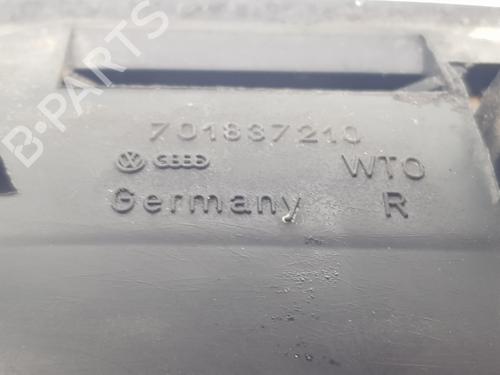 701837210
WTO
Germany R
B-PARTS